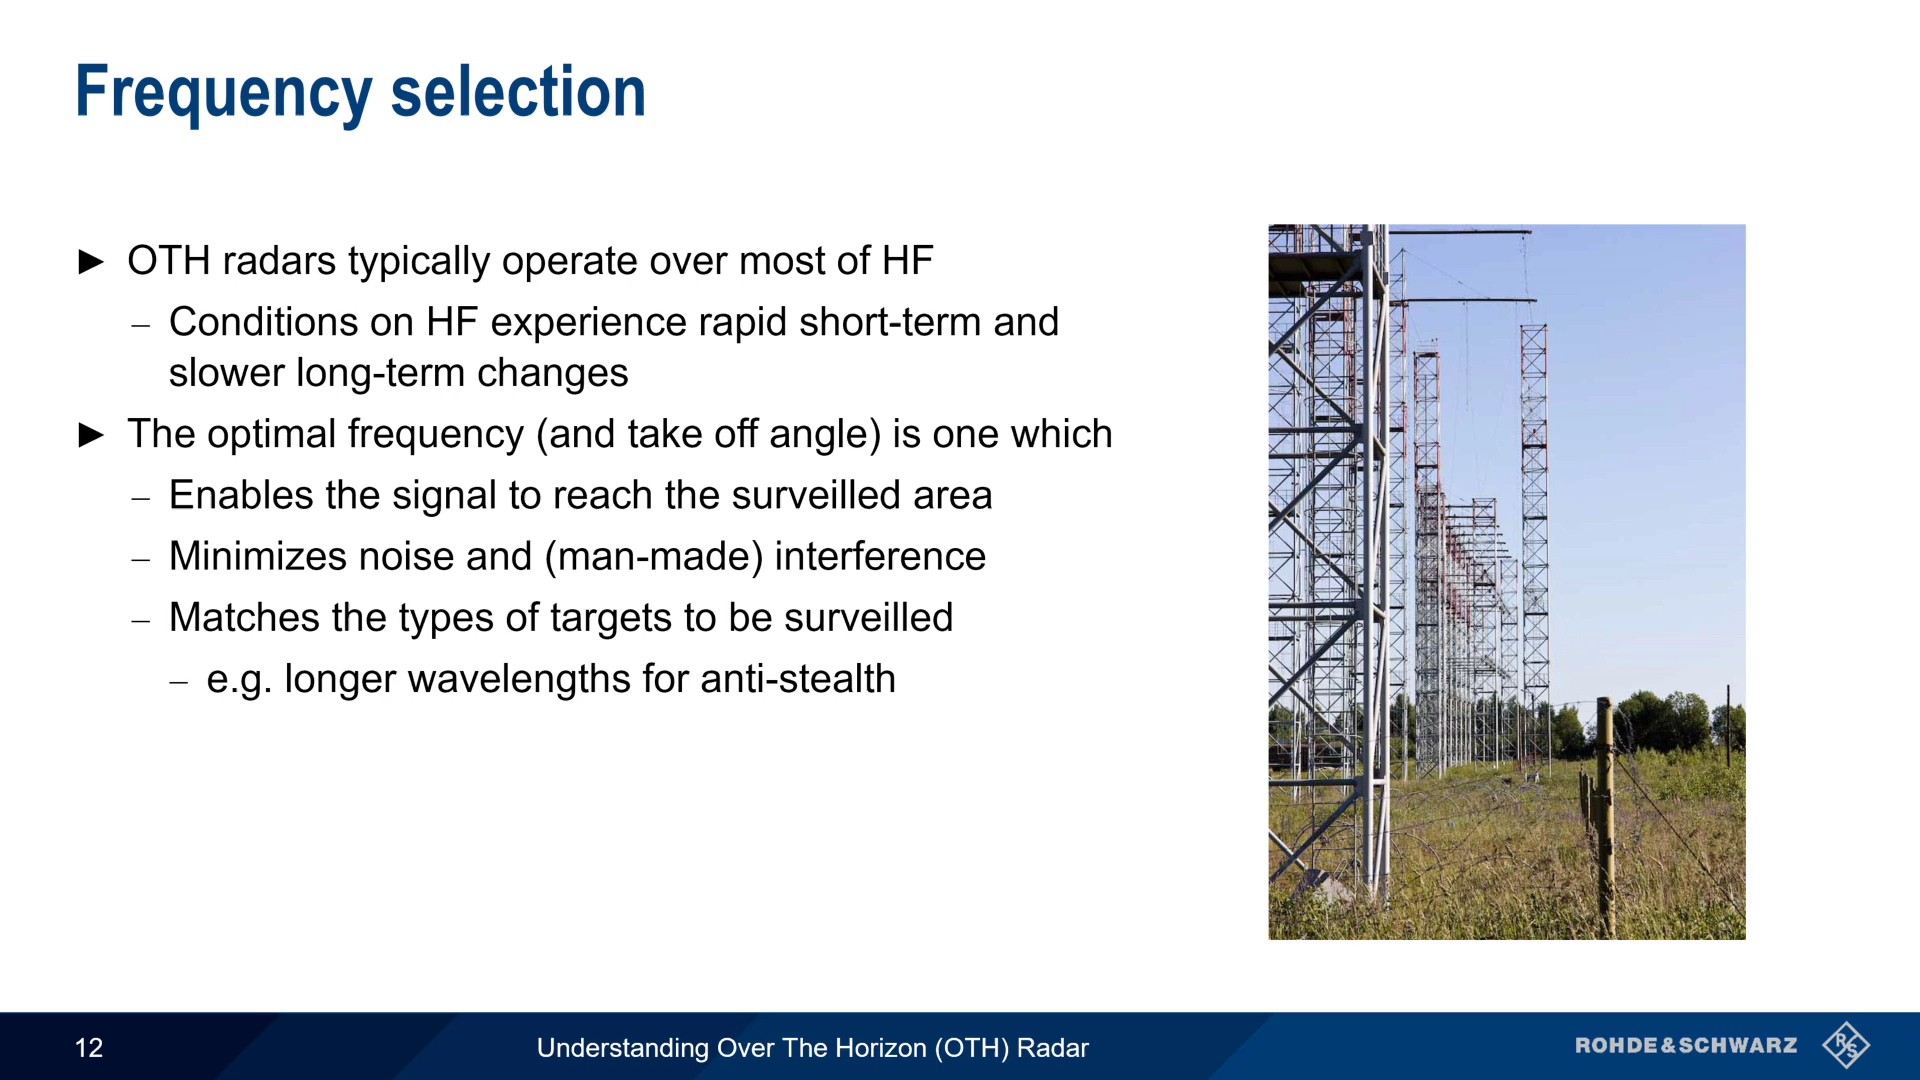 Frequency selection
► OTH radars typically operate over most of HF
– Conditions on HF experience rapid short-term and
slower long-term changes
► The optimal frequency (and take off angle) is one which
– Enables the signal to reach the surveilled area
– Minimizes noise and (man-made) interference
– Matches the types of targets to be surveilled
– e.g. longer wavelengths for anti-stealth
12
Understanding Over The Horizon (OTH) Radar
ROHDE&SCHWARZ
R&S